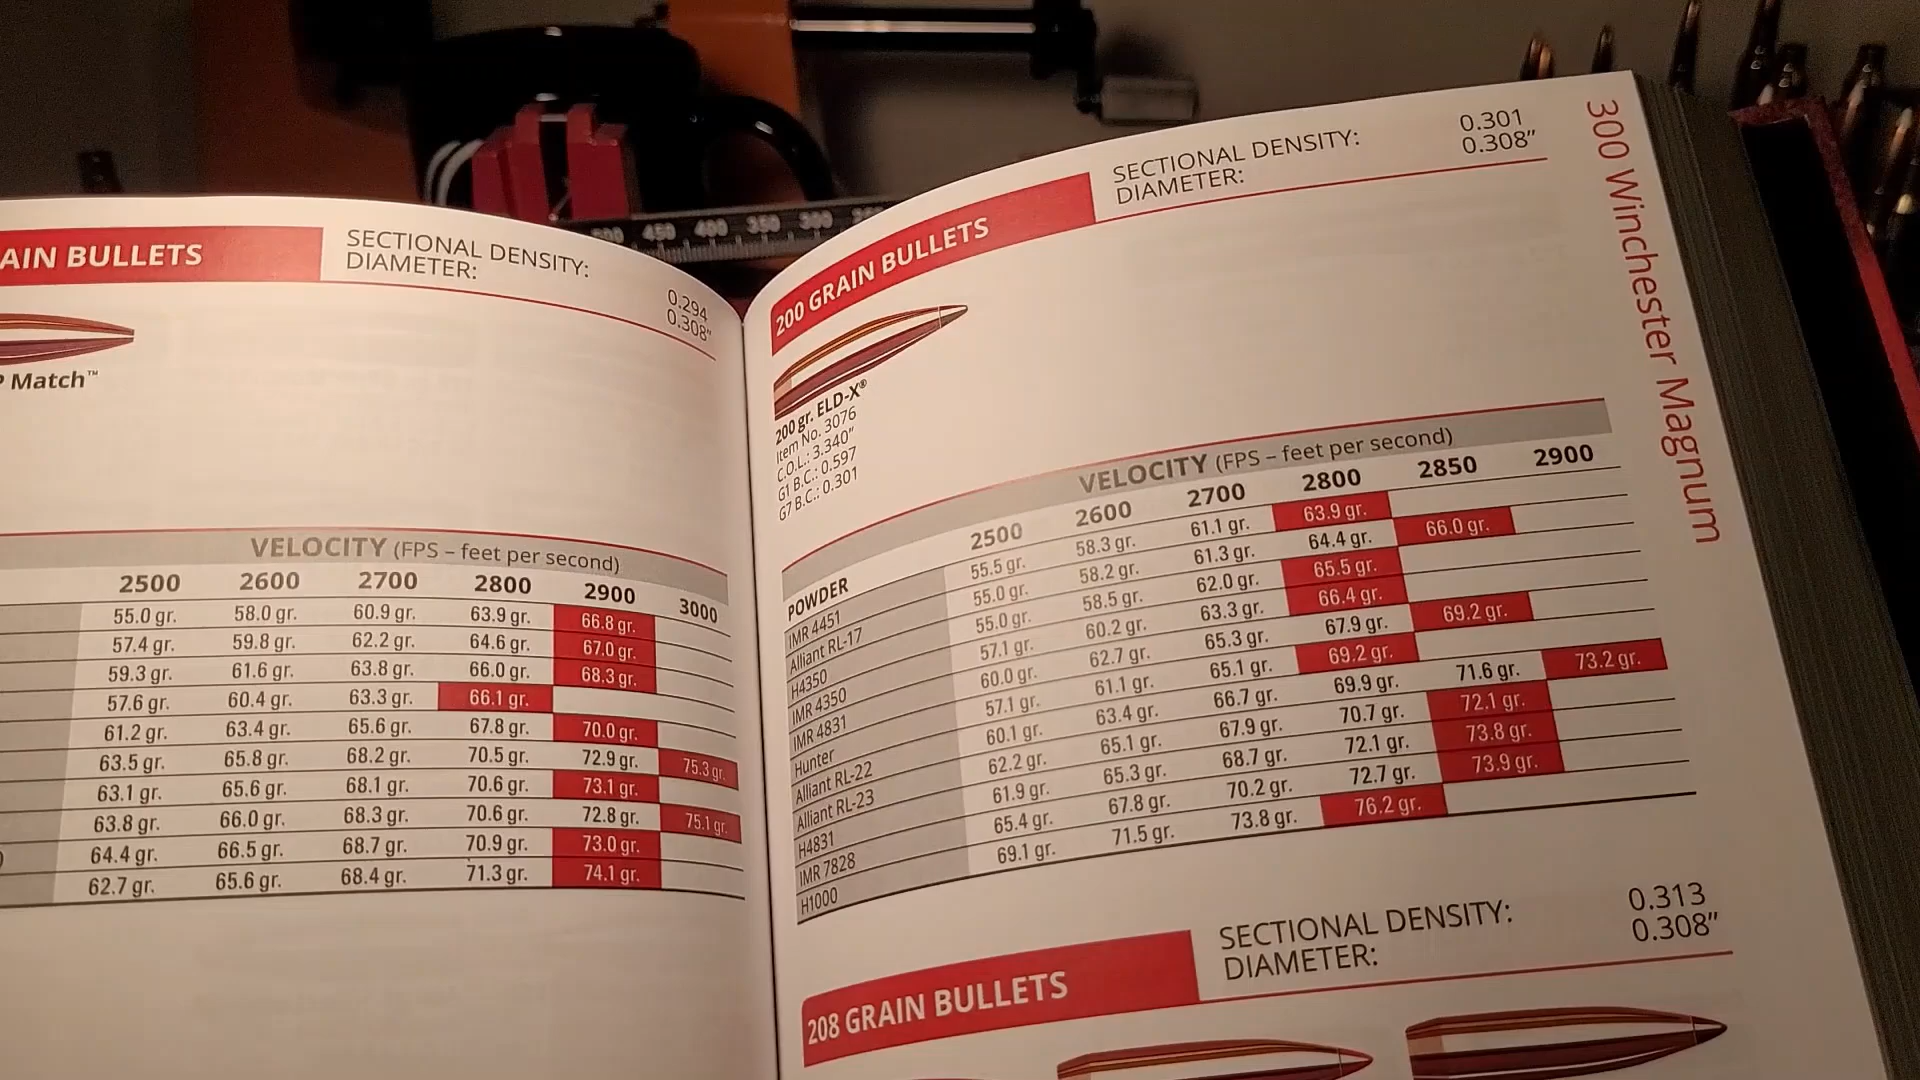 450 400 350 300
AIN BULLETS
SECTIONAL DENSITY: 0.294
DIAMETER: 0.308"
Match™
VELOCITY (FPS – feet per second)
2500 2600 2700 2800 2900 3000
55.0 gr. 58.0 gr. 60.9 gr. 63.9 gr. 66.8 gr.
57.4 gr. 59.8 gr. 62.2 gr. 64.6 gr. 67.0 gr.
59.3 gr. 61.6 gr. 63.8 gr. 66.0 gr. 68.3 gr.
57.6 gr. 60.4 gr. 63.3 gr. 66.1 gr.
61.2 gr. 63.4 gr. 65.6 gr. 67.8 gr. 70.0 gr.
63.5 gr. 65.8 gr. 68.2 gr. 70.5 gr. 72.9 gr. 75.3 gr.
63.1 gr. 65.6 gr. 68.1 gr. 70.6 gr. 73.1 gr.
63.8 gr. 66.0 gr. 68.3 gr. 70.6 gr. 72.8 gr. 75.1 gr.
64.4 gr. 66.5 gr. 68.7 gr. 70.9 gr. 73.0 gr.
62.7 gr. 65.6 gr. 68.4 gr. 71.3 gr. 74.1 gr.
200 GRAIN BULLETS
SECTIONAL DENSITY: 0.301
DIAMETER: 0.308"
200 gr. ELD-X®
Item No. 3076
C.O.L.: 3.340"
G1 B.C.: 0.597
G7 B.C.: 0.301
VELOCITY (FPS – feet per second)
POWDER 2500 2600 2700 2800 2850 2900
IMR 4451 55.5 gr. 58.3 gr. 61.1 gr. 63.9 gr.
Alliant RL-17 55.0 gr. 58.2 gr. 61.3 gr. 64.4 gr. 66.0 gr.
H4350 55.0 gr. 58.5 gr. 62.0 gr. 65.5 gr.
IMR 4350 57.1 gr. 60.2 gr. 63.3 gr. 66.4 gr.
IMR 4831 60.0 gr. 62.7 gr. 65.3 gr. 67.9 gr. 69.2 gr.
Hunter 57.1 gr. 61.1 gr. 65.1 gr. 69.2 gr.
Alliant RL-22 60.1 gr. 63.4 gr. 66.7 gr. 69.9 gr. 71.6 gr. 73.2 gr.
Alliant RL-23 62.2 gr. 65.1 gr. 67.9 gr. 70.7 gr. 72.1 gr.
H4831 61.9 gr. 65.3 gr. 68.7 gr. 72.1 gr. 73.8 gr.
IMR 7828 65.4 gr. 67.8 gr. 70.2 gr. 72.7 gr. 73.9 gr.
H1000 69.1 gr. 71.5 gr. 73.8 gr. 76.2 gr.
208 GRAIN BULLETS
SECTIONAL DENSITY: 0.313
DIAMETER: 0.308"
300 Winchester Magnum